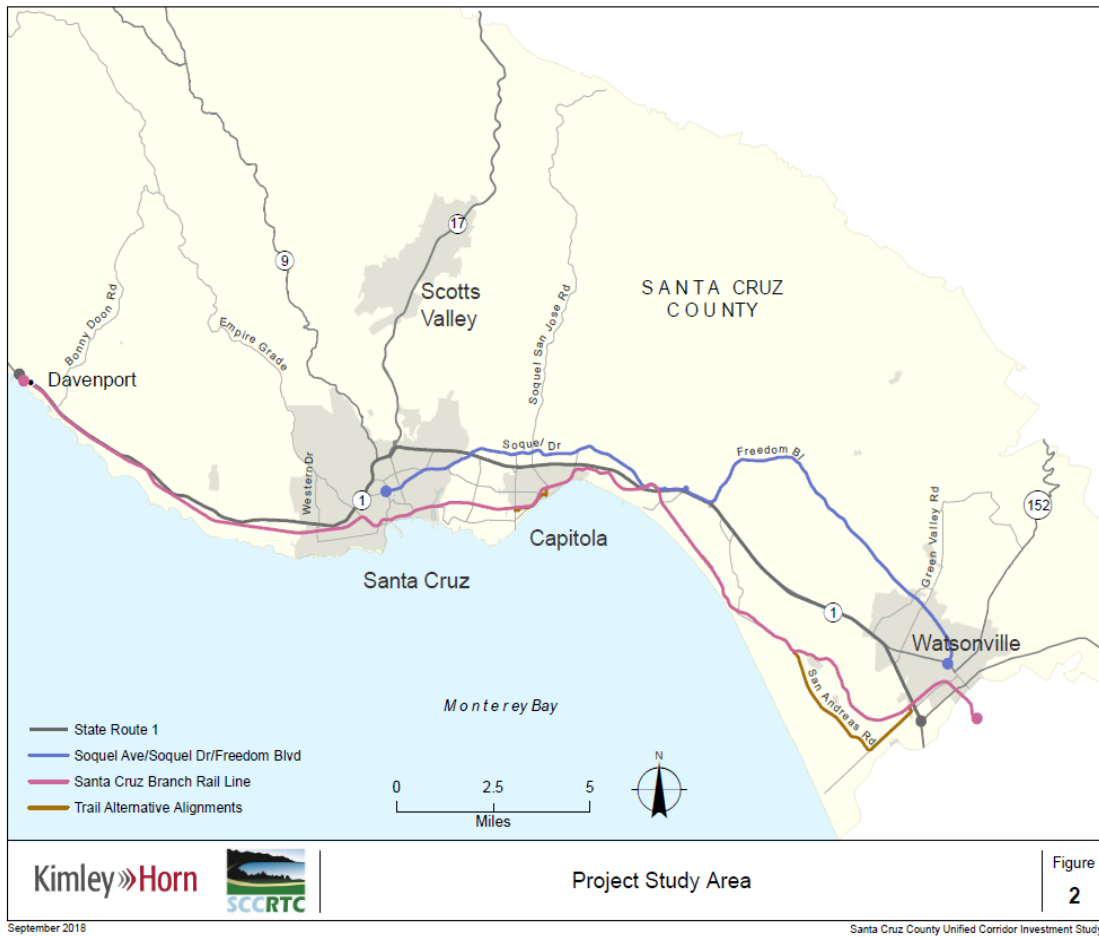 17
9
SANTA CRUZ
COUNTY
Scotts
Valley
Bonny Doon Rd
Empire Grade
Soquel San Jose Rd
Davenport
Soquel Dr
Freedom Bl
Western Dr
1
Green Valley Rd
152
Capitola
Santa Cruz
1
Watsonville
San Andreas Rd
Monterey Bay
N
State Route 1
Soquel Ave/Soquel Dr/Freedom Blvd
Santa Cruz Branch Rail Line
Trail Alternative Alignments
0 2.5 5
Miles
Kimley»Horn
SCCRTC
Project Study Area
Figure
2
September 2018
Santa Cruz County Unified Corridor Investment Study